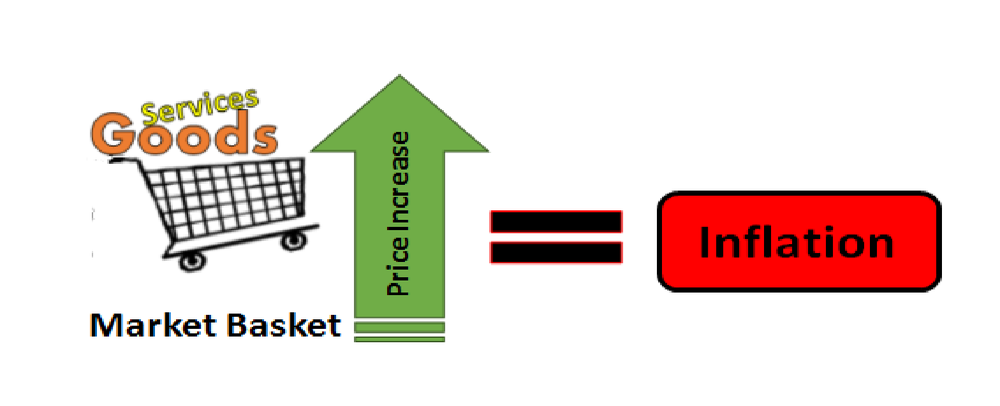 Services
Goods
Market Basket
Price Increase
Inflation